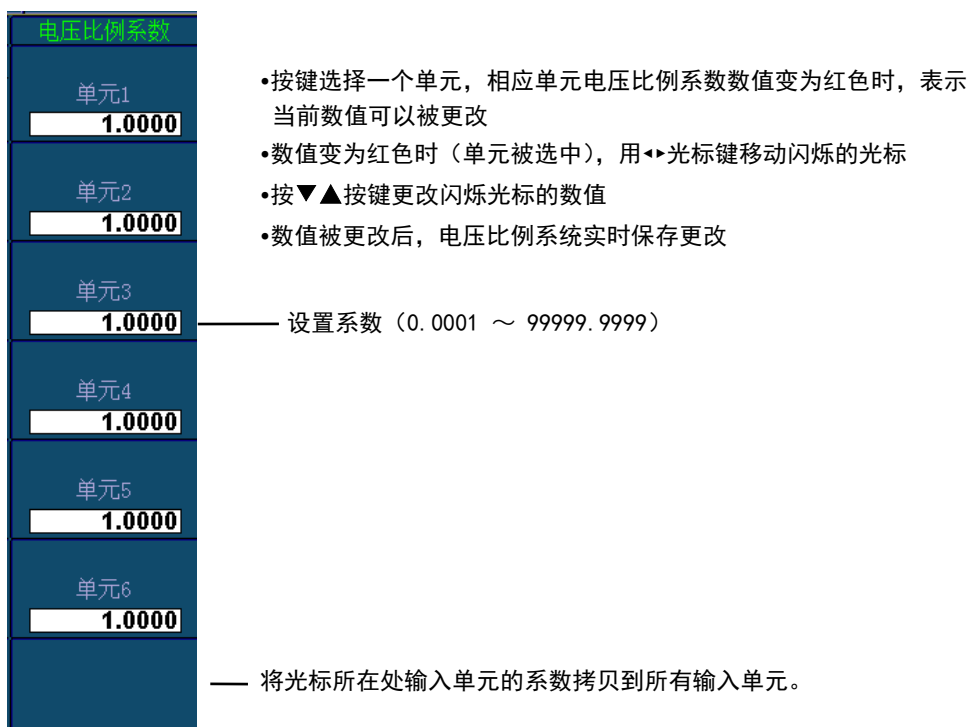 电压比例系数
单元1
1.0000
单元2
1.0000
单元3
1.0000
单元4
1.0000
单元5
1.0000
单元6
1.0000
•按键选择一个单元，相应单元电压比例系数数值变为红色时，表示
当前数值可以被更改
•数值变为红色时（单元被选中），用◂▸光标键移动闪烁的光标
•按▼▲按键更改闪烁光标的数值
•数值被更改后，电压比例系统实时保存更改
设置系数（0.0001 ～ 99999.9999）
将光标所在处输入单元的系数拷贝到所有输入单元。